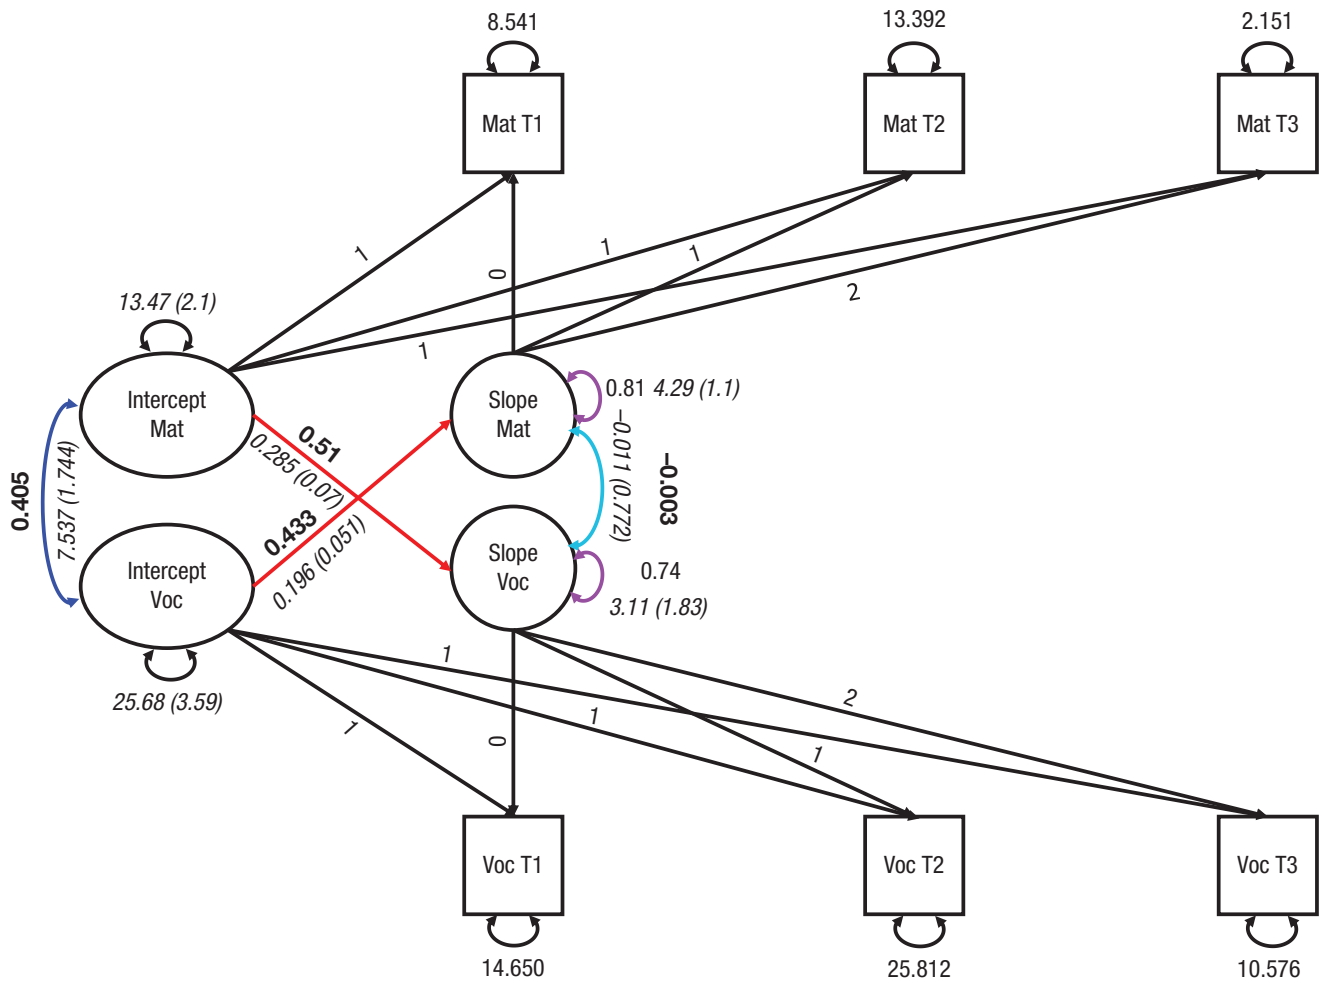 8.541
13.392
2.151
Mat T1
Mat T2
Mat T3
1
1
1
0
2
1
13.47 (2.1)
Intercept
Mat
Slope
Mat
0.81 4.29 (1.1)
0.51
0.285 (0.07)
−0.011 (0.772)
−0.003
0.405
7.537 (1.744)
0.433
0.196 (0.051)
Intercept
Voc
Slope
Voc
0.74
3.11 (1.83)
25.68 (3.59)
1
2
1
1
0
1
Voc T1
Voc T2
Voc T3
14.650
25.812
10.576